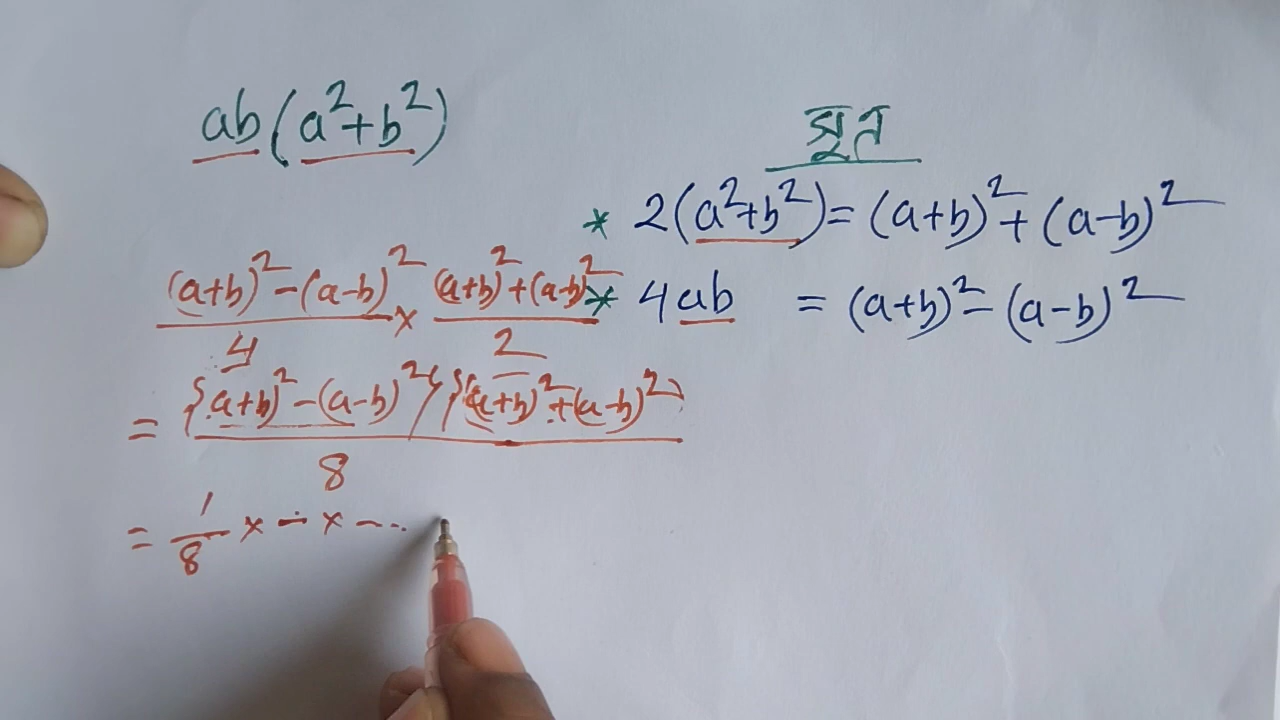 ab(a²+b²)
সূত্র
* 2(a²+b²)=(a+b)²+(a-b)²
* 4ab = (a+b)²-(a-b)²
(a+b)²-(a-b)²/4 × (a+b)²+(a-b)²/2
= {(a+b)²-(a-b)²}{(a+b)²+(a-b)²}/8
= 1/8 × - × - ...